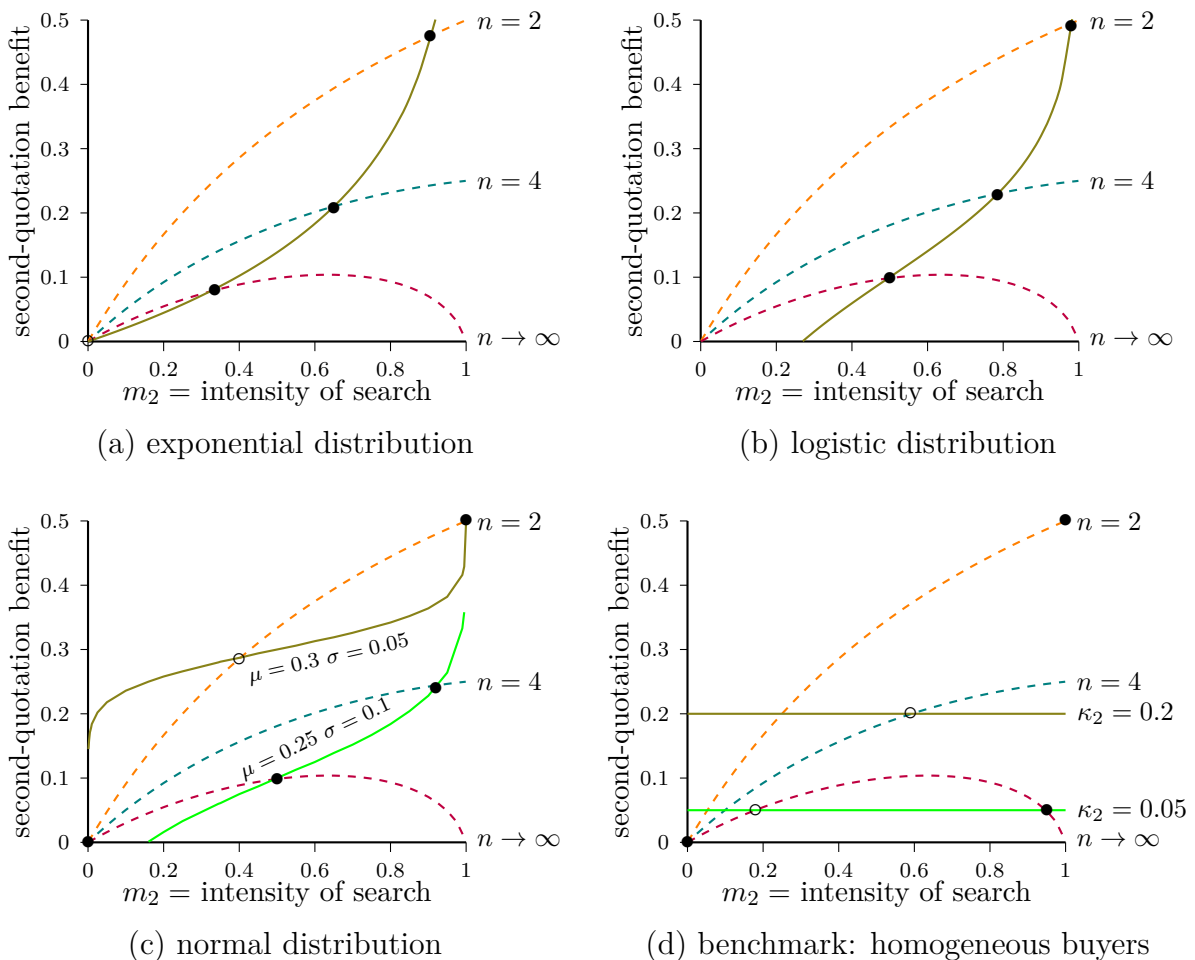 second-quotation benefit
0.5
0.4
0.3
0.2
0.1
0
0 0.2 0.4 0.6 0.8 1
n = 2
n = 4
n → ∞
m₂ = intensity of search
(a) exponential distribution
second-quotation benefit
0.5
0.4
0.3
0.2
0.1
0
0 0.2 0.4 0.6 0.8 1
n = 2
n = 4
n → ∞
m₂ = intensity of search
(b) logistic distribution
second-quotation benefit
0.5
0.4
0.3
0.2
0.1
0
0 0.2 0.4 0.6 0.8 1
n = 2
μ = 0.3 σ = 0.05
n = 4
μ = 0.25 σ = 0.1
n → ∞
m₂ = intensity of search
(c) normal distribution
second-quotation benefit
0.5
0.4
0.3
0.2
0.1
0
0 0.2 0.4 0.6 0.8 1
n = 2
n = 4
κ₂ = 0.2
κ₂ = 0.05
n → ∞
m₂ = intensity of search
(d) benchmark: homogeneous buyers